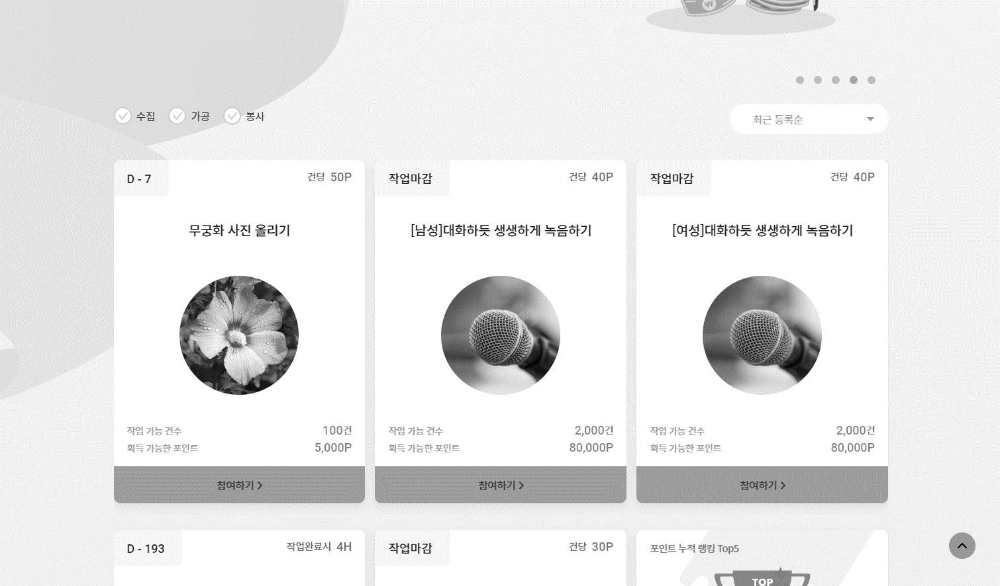 수집
가공
봉사
최근 등록순
D - 7
건당 50P
무궁화 사진 올리기
작업 가능 건수 100건
획득 가능한 포인트 5,000P
참여하기
작업마감
건당 40P
[남성]대화하듯 생생하게 녹음하기
작업 가능 건수 2,000건
획득 가능한 포인트 80,000P
참여하기
작업마감
건당 40P
[여성]대화하듯 생생하게 녹음하기
작업 가능 건수 2,000건
획득 가능한 포인트 80,000P
참여하기
D - 193
작업완료시 4H
작업마감
건당 30P
포인트 누적 랭킹 Top5
TOP